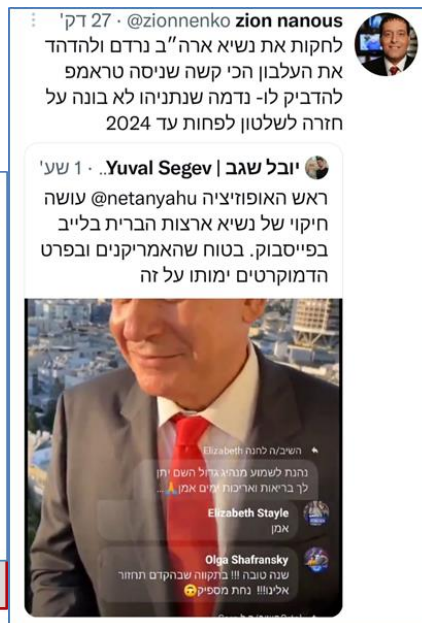 zion nanous @zionnenko · 27 דק'
לחקות את נשיא ארה"ב נרדם ולהדהד
את העלבון הכי קשה שניסה טראמפ
להדביק לו- נדמה שנתניהו לא בונה על
חזרה לשלטון לפחות עד 2024
יובל שגב | Yuval Segev.. · 1 שע'
ראש האופוזיציה @netanyahu עושה
חיקוי של נשיא ארצות הברית בלייב
בפייסבוק. בטוח שהאמריקנים ובפרט
הדמוקרטים ימותו על זה
השיב/ה לחנה Elizabeth
נהנת לשמוע מנהיג גדול השם יתן
לך בריאות ואריכות ימים אמן🙏...
Elizabeth Stayle
אמן
Olga Shafransky
שנה טובה !!! בתקווה שבהקדם תחזור
אלינו!!! נחת מספיק🙃